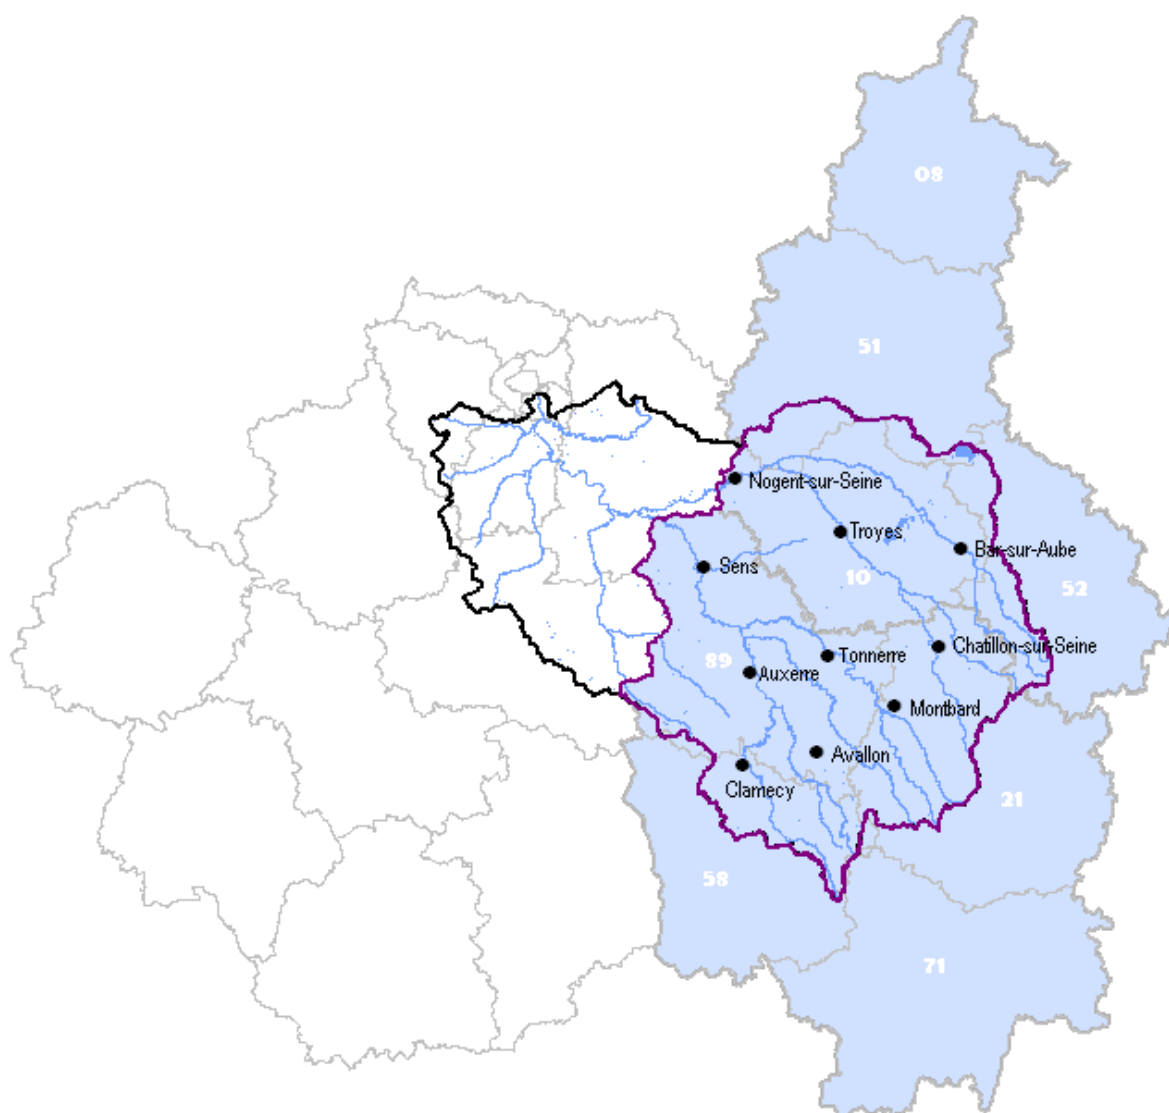 08
51
Nogent-sur-Seine
Troyes
Bar-sur-Aube
Sens
10
52
Chatillon-sur-Seine
Tonnerre
89
Auxerre
Montbard
Avallon
Clamecy
21
58
71